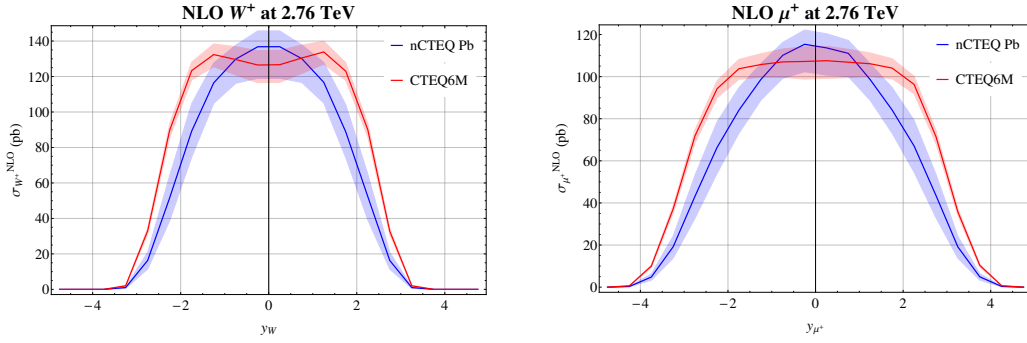 NLO W⁺ at 2.76 TeV
nCTEQ Pb
CTEQ6M
σ_W⁺^NLO (pb)
140
120
100
80
60
40
20
0
−4
−2
0
2
4
y_W
NLO μ⁺ at 2.76 TeV
nCTEQ Pb
CTEQ6M
σ_μ⁺^NLO (pb)
120
100
80
60
40
20
0
−4
−2
0
2
4
y_μ⁺